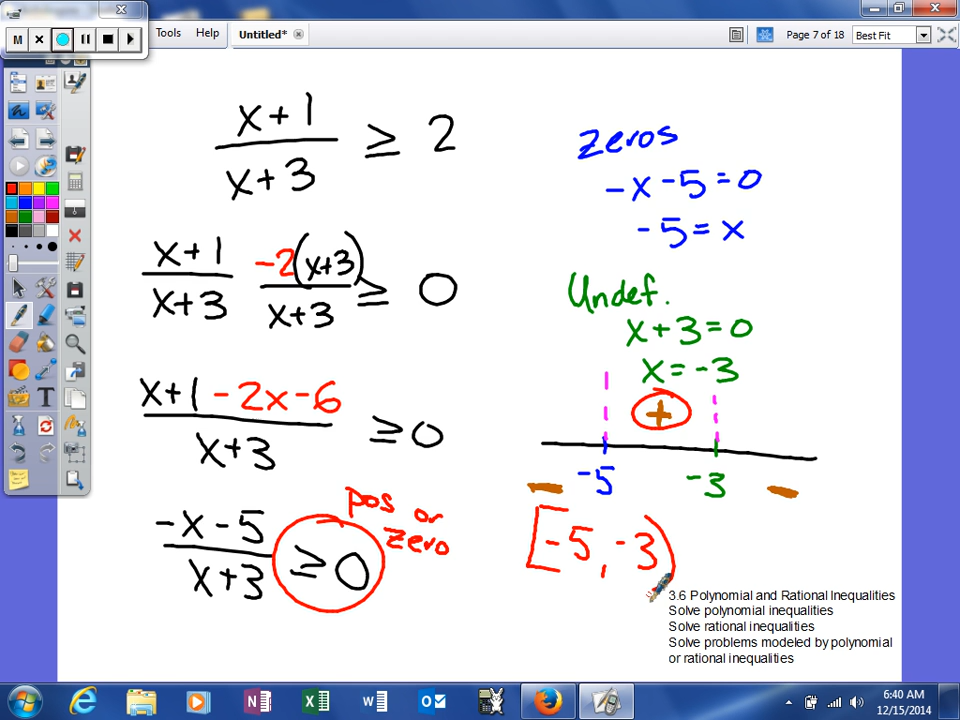 Tools Help Untitled* Page 7 of 18 Best Fit
M
x+1
x+3
≥ 2
x+1
x+3
-2(x+3)
x+3
≥ 0
x+1 -2x-6
x+3
≥0
-x-5
x+3
≥0
pos or
zero
zeros
-x-5=0
-5=x
Undef.
x+3=0
x=-3
+
-5
-3
−
−
[-5, -3)
3.6 Polynomial and Rational Inequalities
Solve polynomial inequalities
Solve rational inequalities
Solve problems modeled by polynomial
or rational inequalities
T
N
X
W
O
6:40 AM
12/15/2014